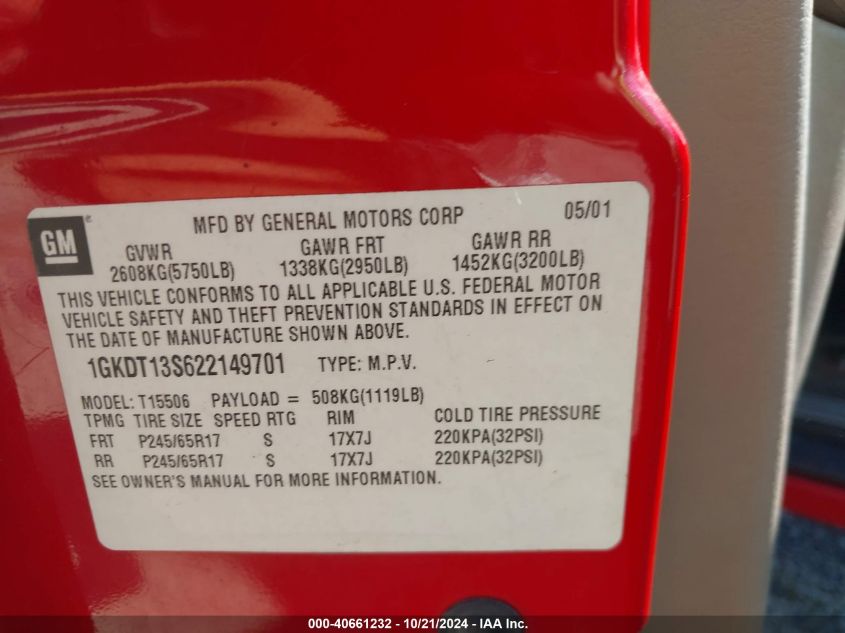 GM®
MFD BY GENERAL MOTORS CORP 05/01
GVWR GAWR FRT GAWR RR
2608KG(5750LB) 1338KG(2950LB) 1452KG(3200LB)
THIS VEHICLE CONFORMS TO ALL APPLICABLE U.S. FEDERAL MOTOR
VEHICLE SAFETY AND THEFT PREVENTION STANDARDS IN EFFECT ON
THE DATE OF MANUFACTURE SHOWN ABOVE.
1GKDT13S622149701 TYPE: M.P.V.
MODEL: T15506 PAYLOAD = 508KG(1119LB)
TPMG TIRE SIZE SPEED RTG RIM COLD TIRE PRESSURE
FRT P245/65R17 S 17X7J 220KPA(32PSI)
RR P245/65R17 S 17X7J 220KPA(32PSI)
SEE OWNER'S MANUAL FOR MORE INFORMATION.
000-40661232 - 10/21/2024 - IAA Inc.